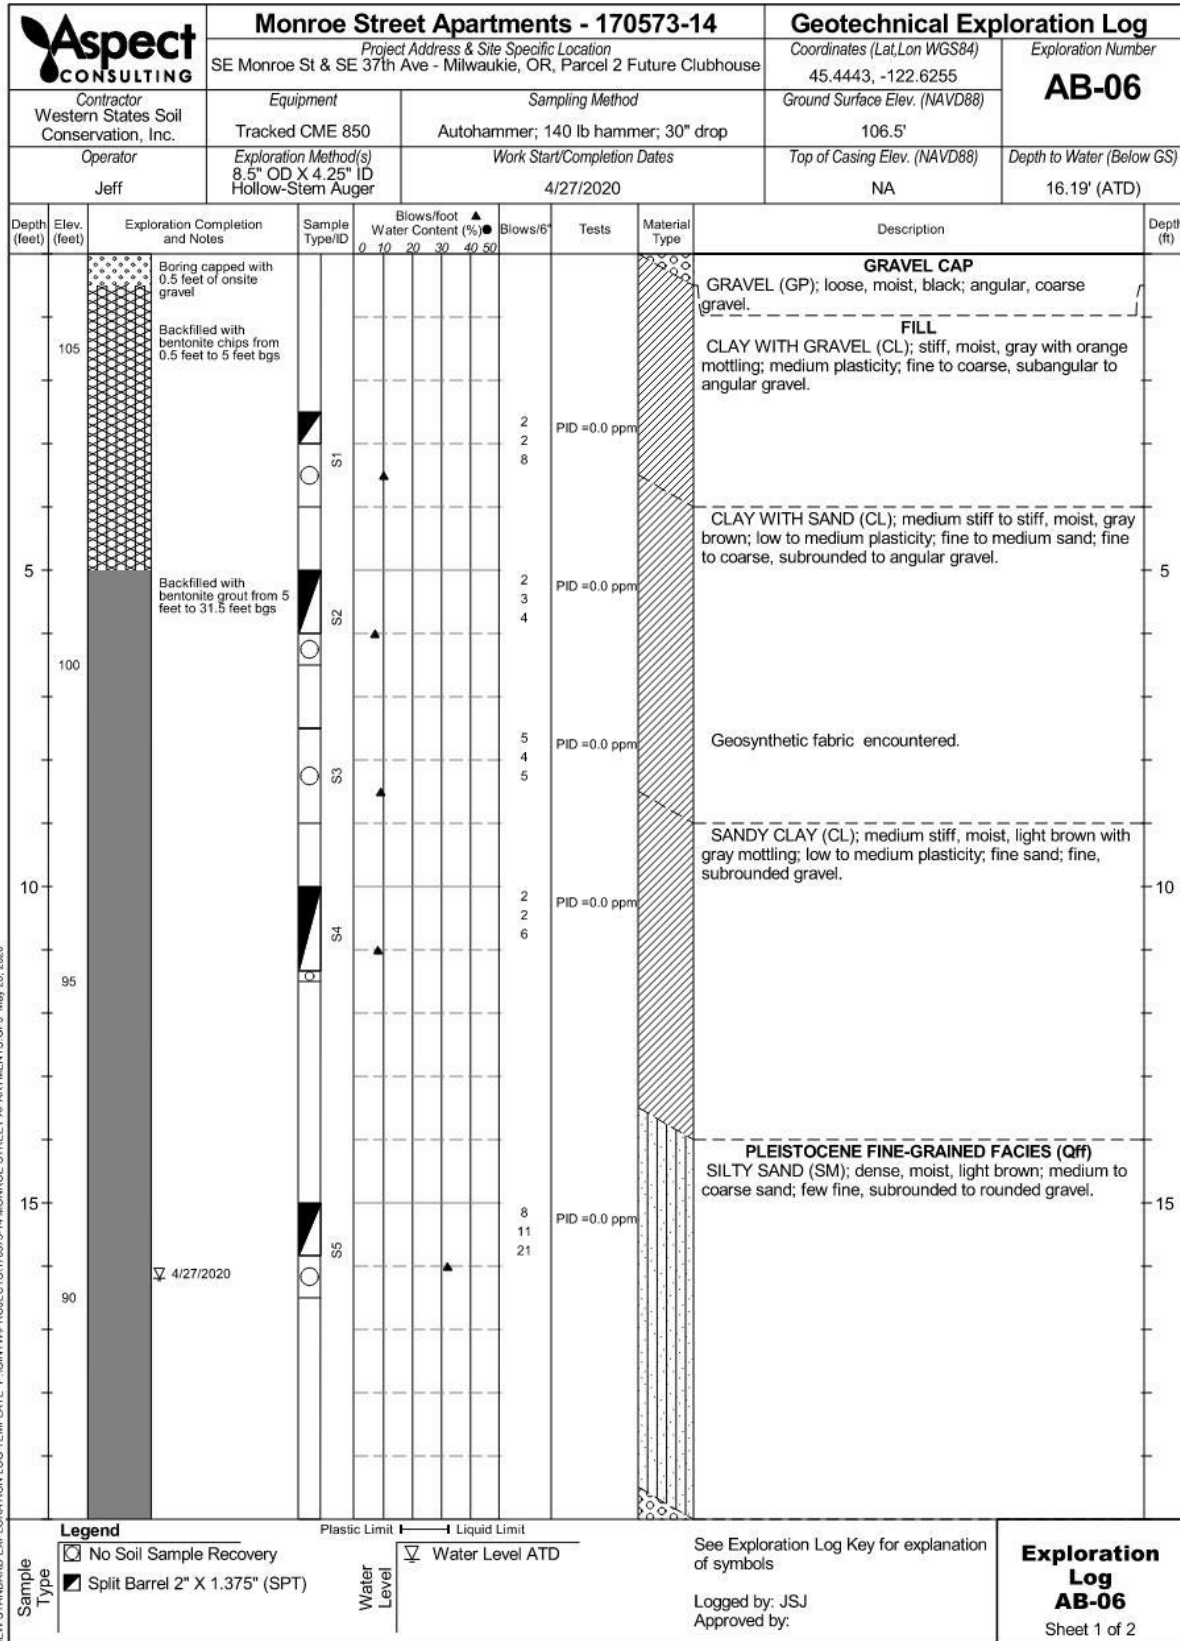 Aspect
CONSULTING
Monroe Street Apartments - 170573-14
Geotechnical Exploration Log
Project Address & Site Specific Location
SE Monroe St & SE 37th Ave - Milwaukie, OR, Parcel 2 Future Clubhouse
Coordinates (Lat,Lon WGS84)
45.4443, -122.6255
Exploration Number
AB-06
Contractor
Western States Soil
Conservation, Inc.
Equipment
Tracked CME 850
Sampling Method
Autohammer; 140 lb hammer; 30" drop
Ground Surface Elev. (NAVD88)
106.5'
Operator
Jeff
Exploration Method(s)
8.5" OD X 4.25" ID
Hollow-Stem Auger
Work Start/Completion Dates
4/27/2020
Top of Casing Elev. (NAVD88)
NA
Depth to Water (Below GS)
16.19' (ATD)
Depth
(feet)
Elev.
(feet)
Exploration Completion
and Notes
Sample
Type/ID
Blows/foot ▲
Water Content (%)●
0 10 20 30 40 50
Blows/6"
Tests
Material
Type
Description
Depth
(ft)
Boring capped with
0.5 feet of onsite
gravel
GRAVEL CAP
GRAVEL (GP); loose, moist, black; angular, coarse
gravel.
105
Backfilled with
bentonite chips from
0.5 feet to 5 feet bgs
FILL
CLAY WITH GRAVEL (CL); stiff, moist, gray with orange
mottling; medium plasticity; fine to coarse, subangular to
angular gravel.
S1
2
2
8
PID =0.0 ppm
CLAY WITH SAND (CL); medium stiff to stiff, moist, gray
brown; low to medium plasticity; fine to medium sand; fine
to coarse, subrounded to angular gravel.
5
5
Backfilled with
bentonite grout from 5
feet to 31.5 feet bgs
S2
2
3
4
PID =0.0 ppm
100
S3
5
4
5
PID =0.0 ppm
Geosynthetic fabric encountered.
SANDY CLAY (CL); medium stiff, moist, light brown with
gray mottling; low to medium plasticity; fine sand; fine,
subrounded gravel.
10
10
S4
2
2
6
PID =0.0 ppm
95
PLEISTOCENE FINE-GRAINED FACIES (Qff)
SILTY SAND (SM); dense, moist, light brown; medium to
coarse sand; few fine, subrounded to rounded gravel.
15
15
S5
8
11
21
PID =0.0 ppm
4/27/2020
90
Legend
Sample
Type
No Soil Sample Recovery
Split Barrel 2" X 1.375" (SPT)
Plastic Limit
Liquid Limit
Water
Level
Water Level ATD
See Exploration Log Key for explanation
of symbols
Logged by: JSJ
Approved by:
Exploration
Log
AB-06
Sheet 1 of 2